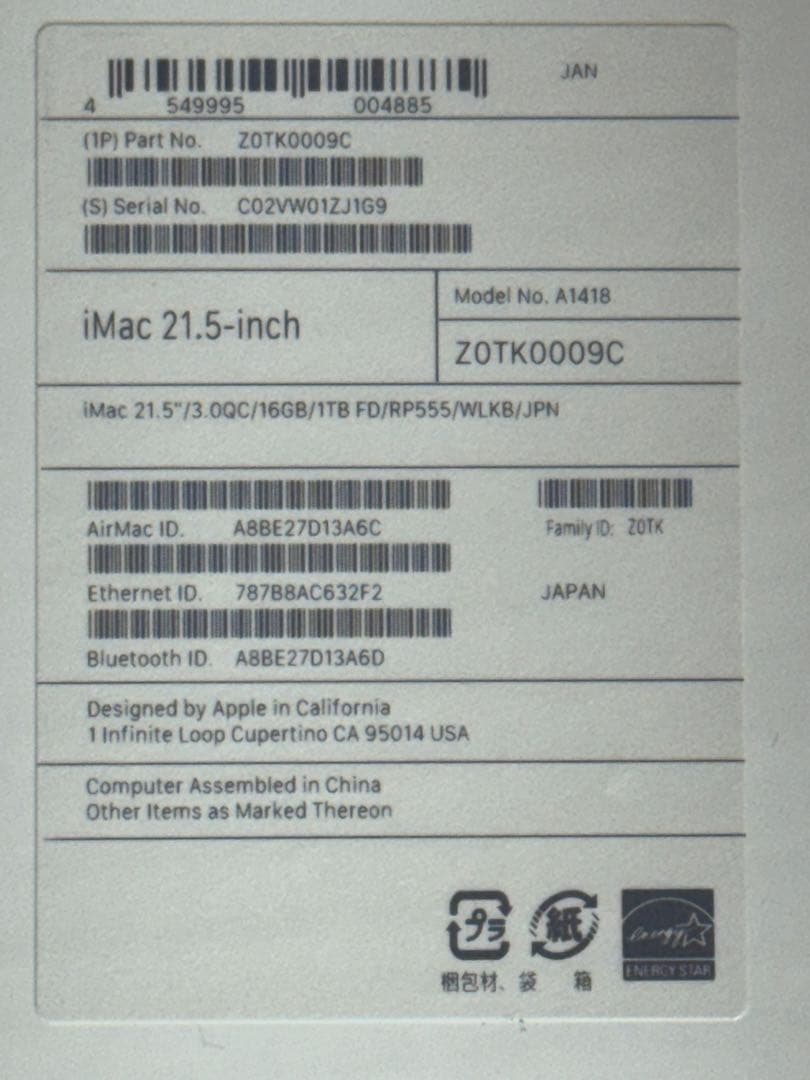 JAN
4 549995 004885
(1P) Part No. Z0TK0009C
(S) Serial No. C02VW01ZJ1G9
iMac 21.5-inch
Model No. A1418
Z0TK0009C
iMac 21.5"/3.0QC/16GB/1TB FD/RP555/WLKB/JPN
AirMac ID. A8BE27D13A6C
Family ID: Z0TK
Ethernet ID. 787B8AC632F2
JAPAN
Bluetooth ID. A8BE27D13A6D
Designed by Apple in California
1 Infinite Loop Cupertino CA 95014 USA
Computer Assembled in China
Other Items as Marked Thereon
プラ 紙 energy
ENERGY STAR
梱包材、袋 箱